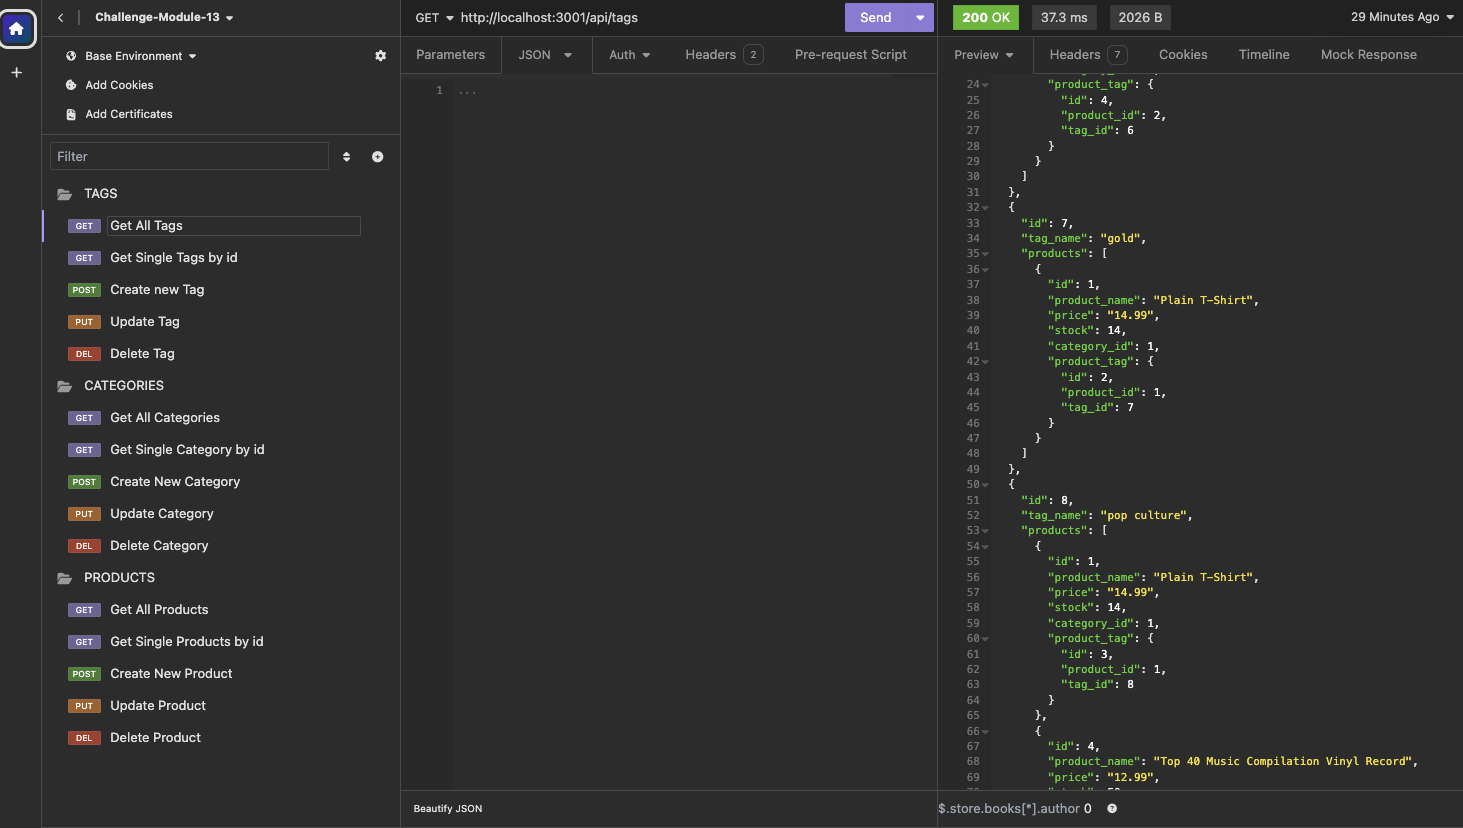 Challenge-Module-13
Base Environment
Add Cookies
Add Certificates
Filter
TAGS
GET Get All Tags
GET Get Single Tags by id
POST Create new Tag
PUT Update Tag
DEL Delete Tag
CATEGORIES
GET Get All Categories
GET Get Single Category by id
POST Create New Category
PUT Update Category
DEL Delete Category
PRODUCTS
GET Get All Products
GET Get Single Products by id
POST Create New Product
PUT Update Product
DEL Delete Product
GET http://localhost:3001/api/tags Send
Parameters JSON Auth Headers 2 Pre-request Script
1 ...
Beautify JSON
200 OK 37.3 ms 2026 B 29 Minutes Ago
Preview Headers 7 Cookies Timeline Mock Response
24 "product_tag": {
25 "id": 4,
26 "product_id": 2,
27 "tag_id": 6
28 }
29 }
30 ]
31 },
32 {
33 "id": 7,
34 "tag_name": "gold",
35 "products": [
36 {
37 "id": 1,
38 "product_name": "Plain T-Shirt",
39 "price": "14.99",
40 "stock": 14,
41 "category_id": 1,
42 "product_tag": {
43 "id": 2,
44 "product_id": 1,
45 "tag_id": 7
46 }
47 }
48 ]
49 },
50 {
51 "id": 8,
52 "tag_name": "pop culture",
53 "products": [
54 {
55 "id": 1,
56 "product_name": "Plain T-Shirt",
57 "price": "14.99",
58 "stock": 14,
59 "category_id": 1,
60 "product_tag": {
61 "id": 3,
62 "product_id": 1,
63 "tag_id": 8
64 }
65 },
66 {
67 "id": 4,
68 "product_name": "Top 40 Music Compilation Vinyl Record",
69 "price": "12.99",
$.store.books[*].author 0